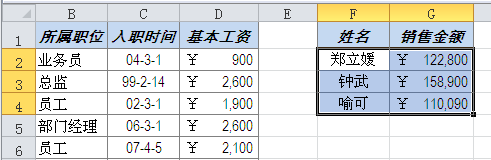 B C D E F G
1 所属职位 入职时间 基本工资 姓名 销售金额
2 业务员 04-3-1 ¥ 900 郑立媛 ¥ 122,800
3 总监 99-2-14 ¥ 2,600 钟武 ¥ 158,900
4 员工 02-3-1 ¥ 1,900 喻可 ¥ 110,090
5 部门经理 06-3-1 ¥ 2,600
6 员工 07-4-5 ¥ 2,100